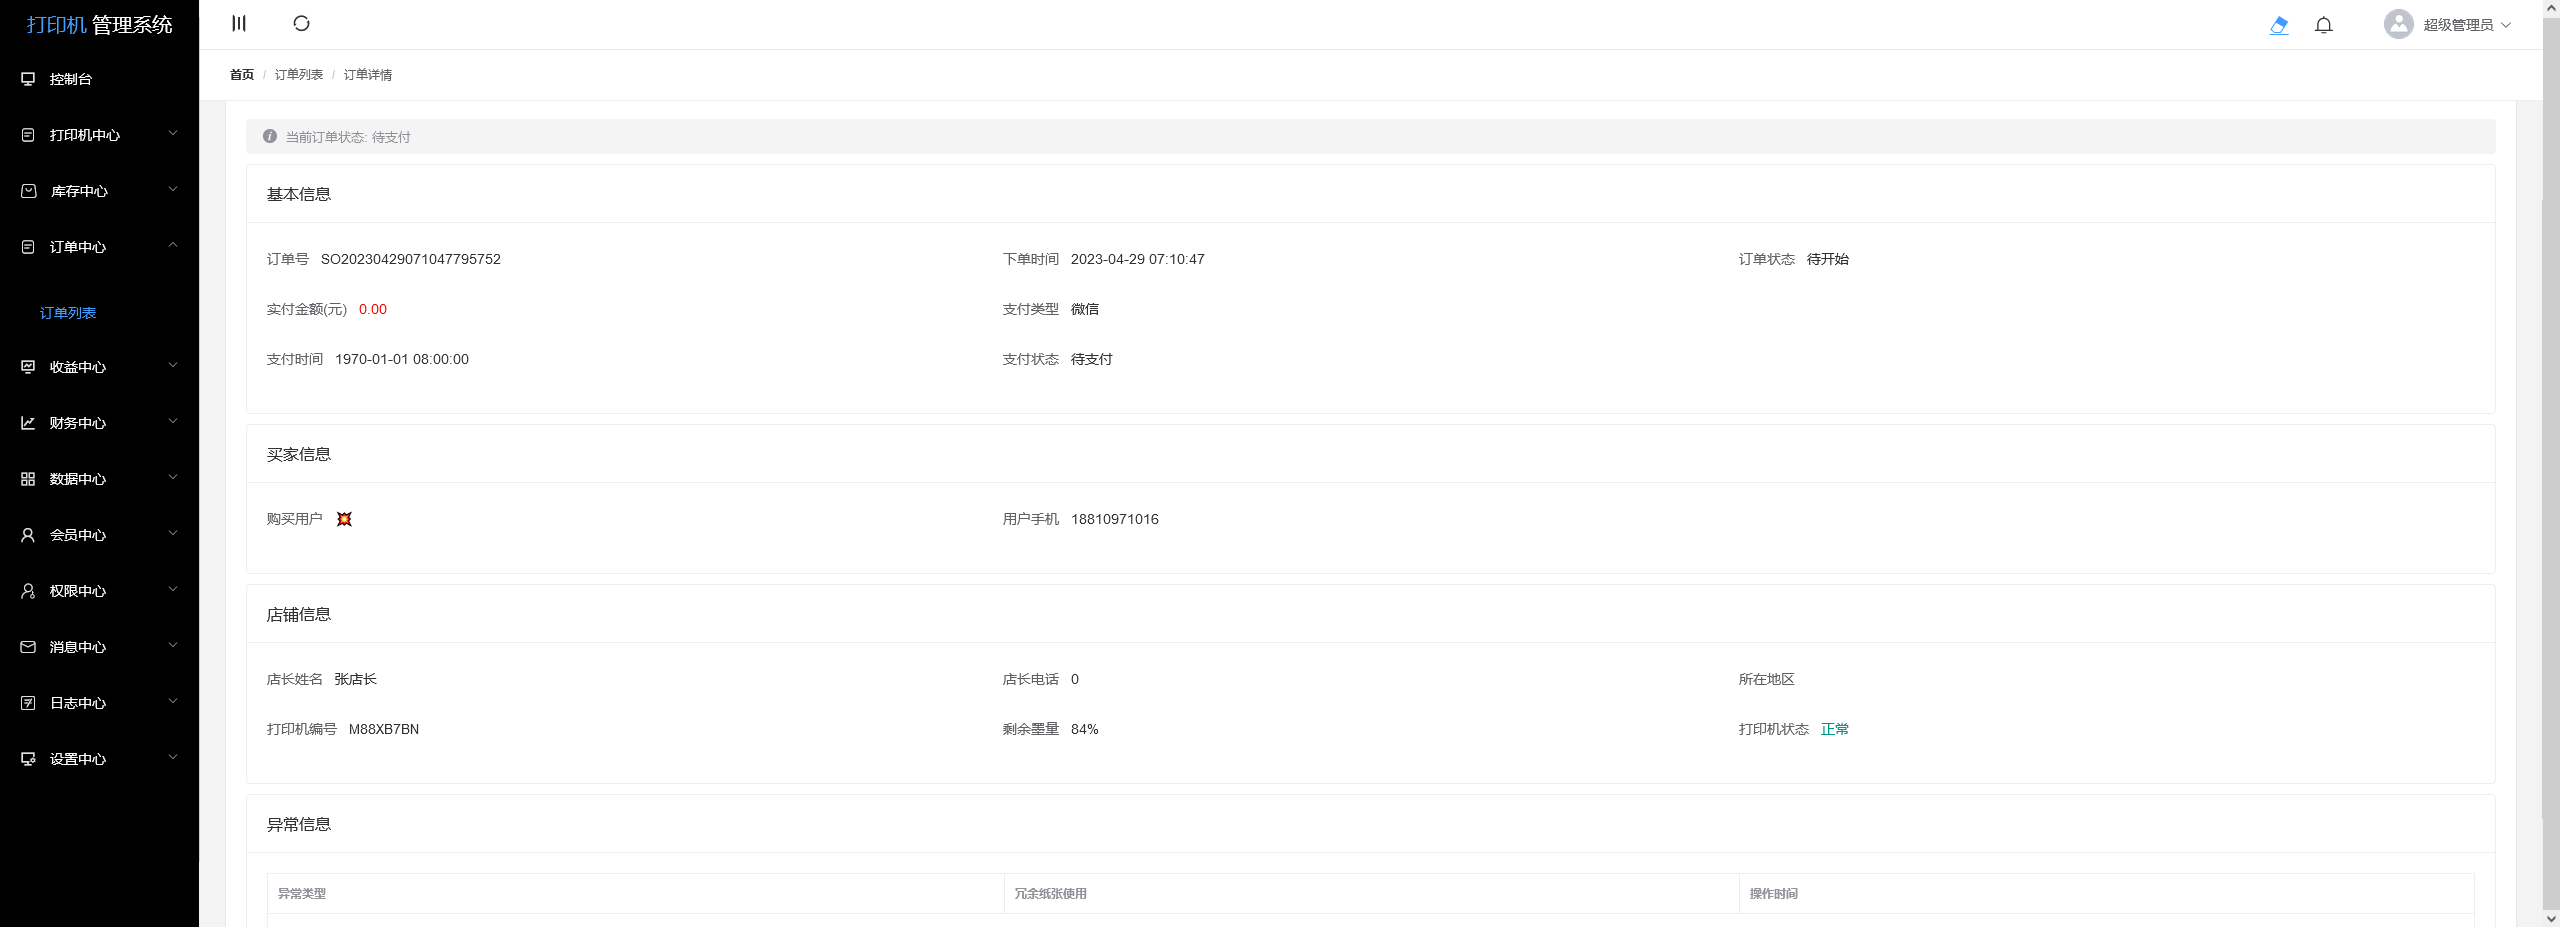 打印机 管理系统
超级管理员
控制台
打印机中心
库存中心
订单中心
订单列表
收益中心
财务中心
数据中心
会员中心
权限中心
消息中心
日志中心
设置中心
首页 / 订单列表 / 订单详情
当前订单状态: 待支付
基本信息
订单号 SO20230429071047795752 下单时间 2023-04-29 07:10:47 订单状态 待开始
实付金额(元) 0.00 支付类型 微信
支付时间 1970-01-01 08:00:00 支付状态 待支付
买家信息
购买用户 💥 用户手机 18810971016
店铺信息
店长姓名 张店长 店长电话 0 所在地区
打印机编号 M88XB7BN 剩余墨量 84% 打印机状态 正常
异常信息
异常类型 冗余纸张使用 操作时间